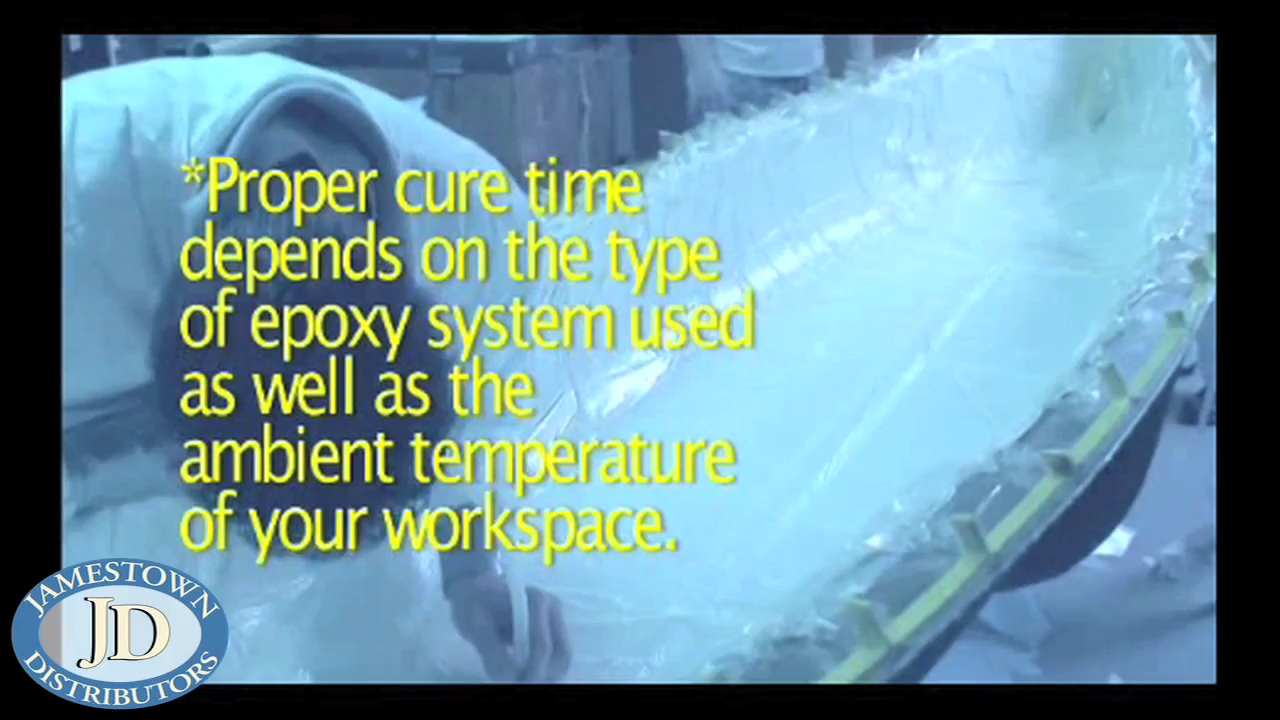 *Proper cure time
depends on the type
of epoxy system used
as well as the
ambient temperature
of your workspace.
JAMESTOWN
JD
DISTRIBUTORS